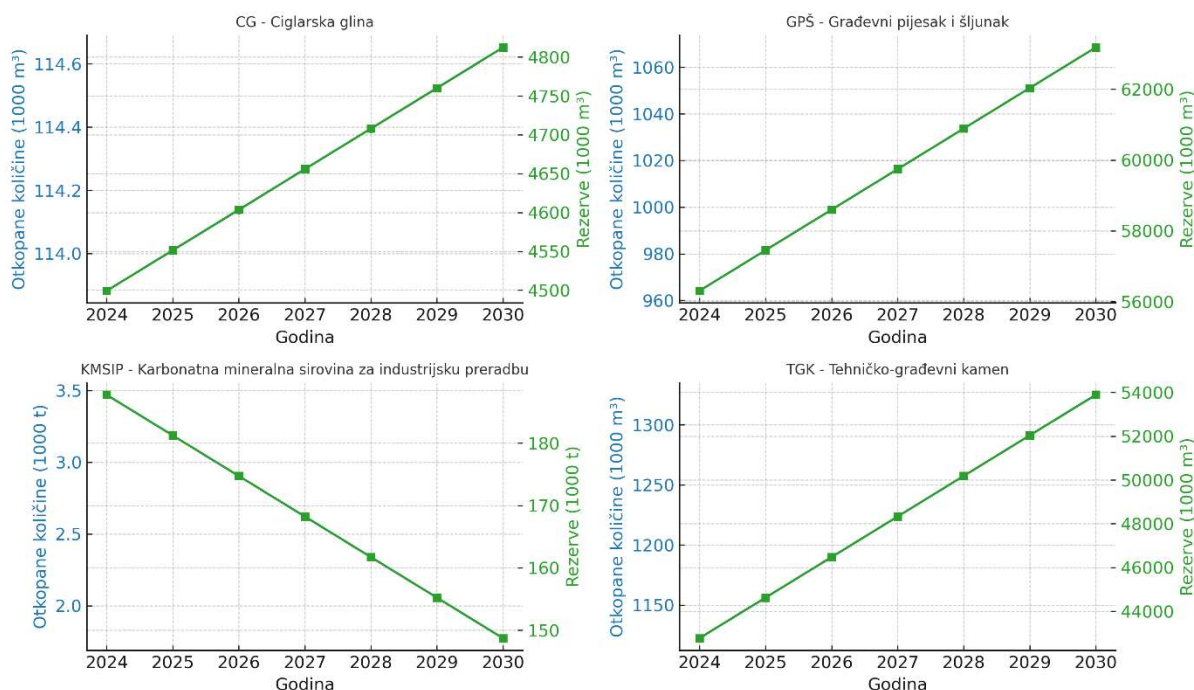 CG - Ciglarska glina
Otkopane količine (1000 m³)
114.6
114.4
114.2
114.0
4800
4750
4700
4650
4600
4550
4500
Rezerve (1000 m³)
2024 2025 2026 2027 2028 2029 2030
Godina
GPŠ - Građevni pijesak i šljunak
Otkopane količine (1000 m³)
1060
1040
1020
1000
980
960
62000
60000
58000
56000
Rezerve (1000 m³)
2024 2025 2026 2027 2028 2029 2030
Godina
KMSIP - Karbonatna mineralna sirovina za industrijsku preradbu
Otkopane količine (1000 t)
3.5
3.0
2.5
2.0
180
170
160
150
Rezerve (1000 t)
2024 2025 2026 2027 2028 2029 2030
Godina
TGK - Tehničko-građevni kamen
Otkopane količine (1000 m³)
1300
1250
1200
1150
54000
52000
50000
48000
46000
44000
Rezerve (1000 m³)
2024 2025 2026 2027 2028 2029 2030
Godina